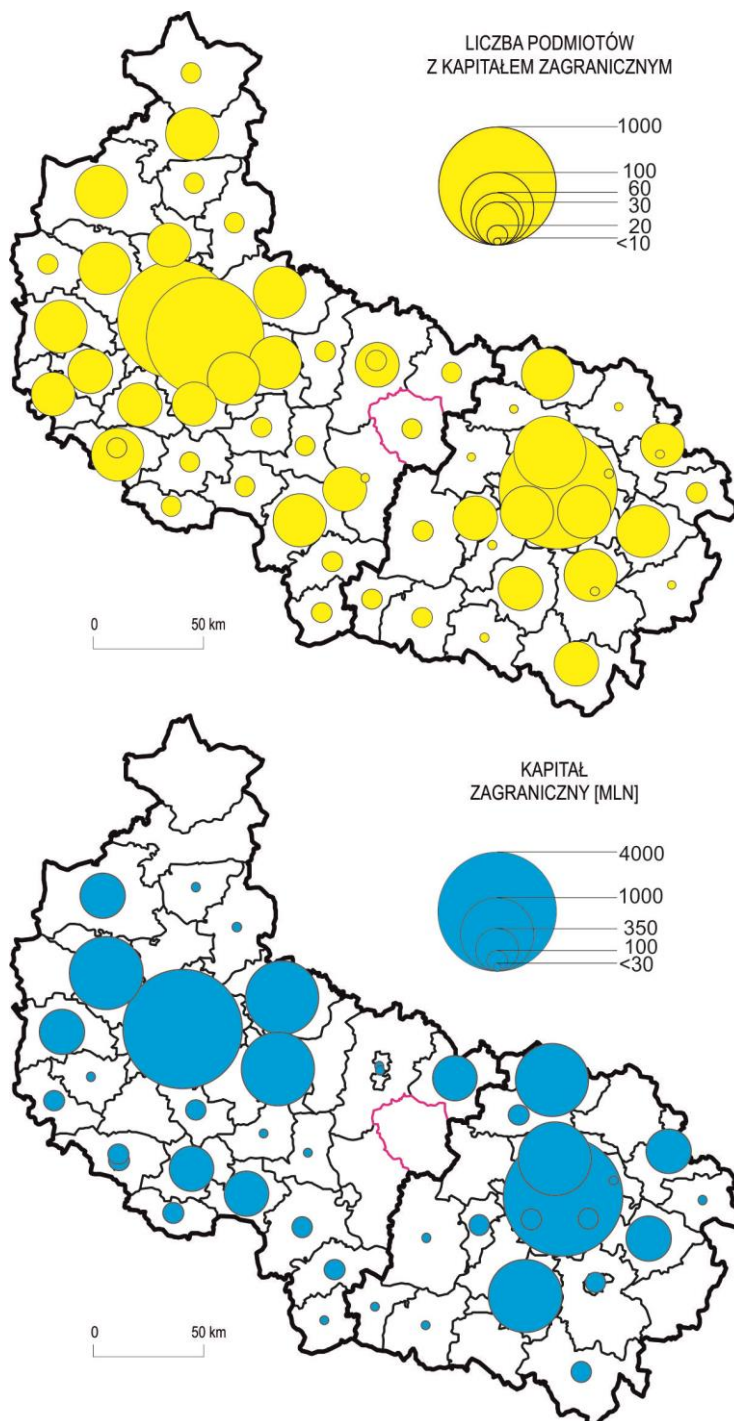 LICZBA PODMIOTÓW
Z KAPITAŁEM ZAGRANICZNYM
1000
100
60
30
20
<10
0 50 km
KAPITAŁ
ZAGRANICZNY [MLN]
4000
1000
350
100
<30
0 50 km